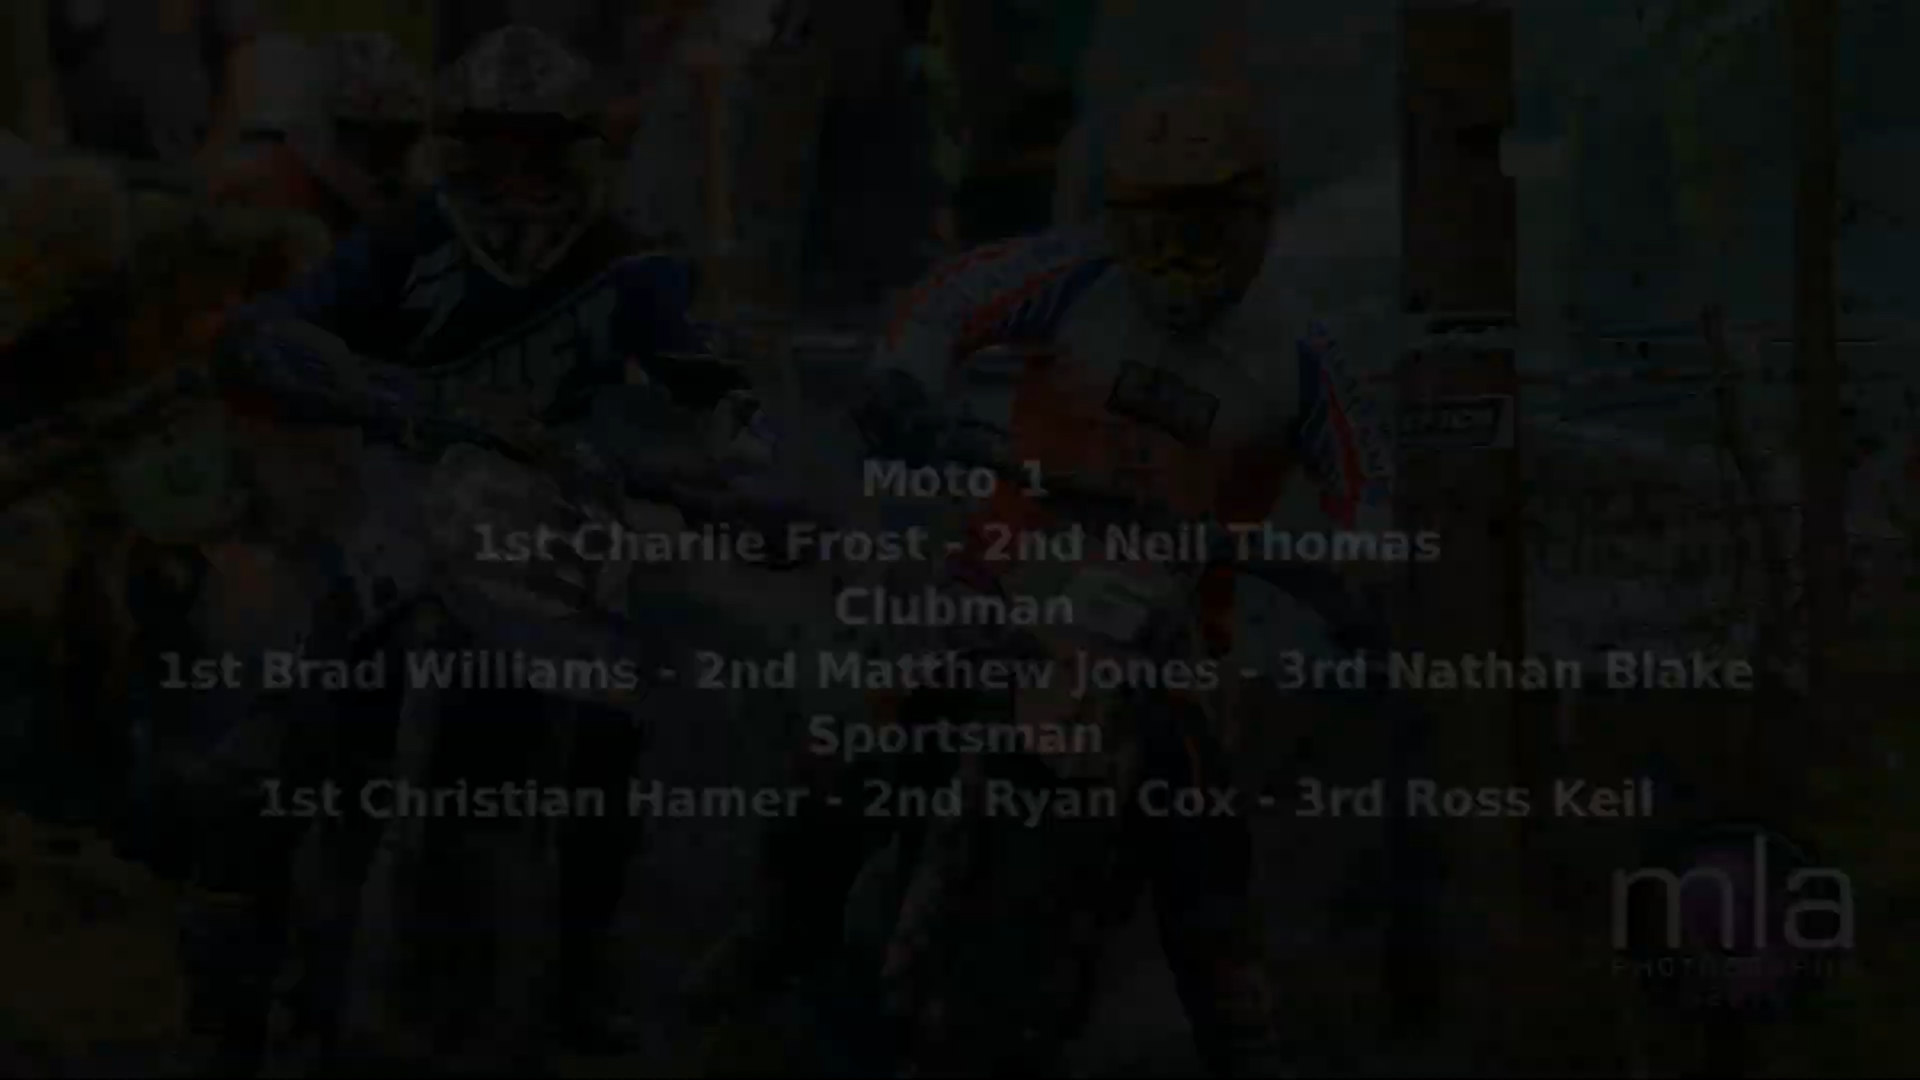 Moto 1
1st Charlie Frost - 2nd Neil Thomas
Clubman
1st Brad Williams - 2nd Matthew Jones - 3rd Nathan Blake
Sportsman
1st Christian Hamer - 2nd Ryan Cox - 3rd Ross Keil
mla
PHOTOGRAPHY